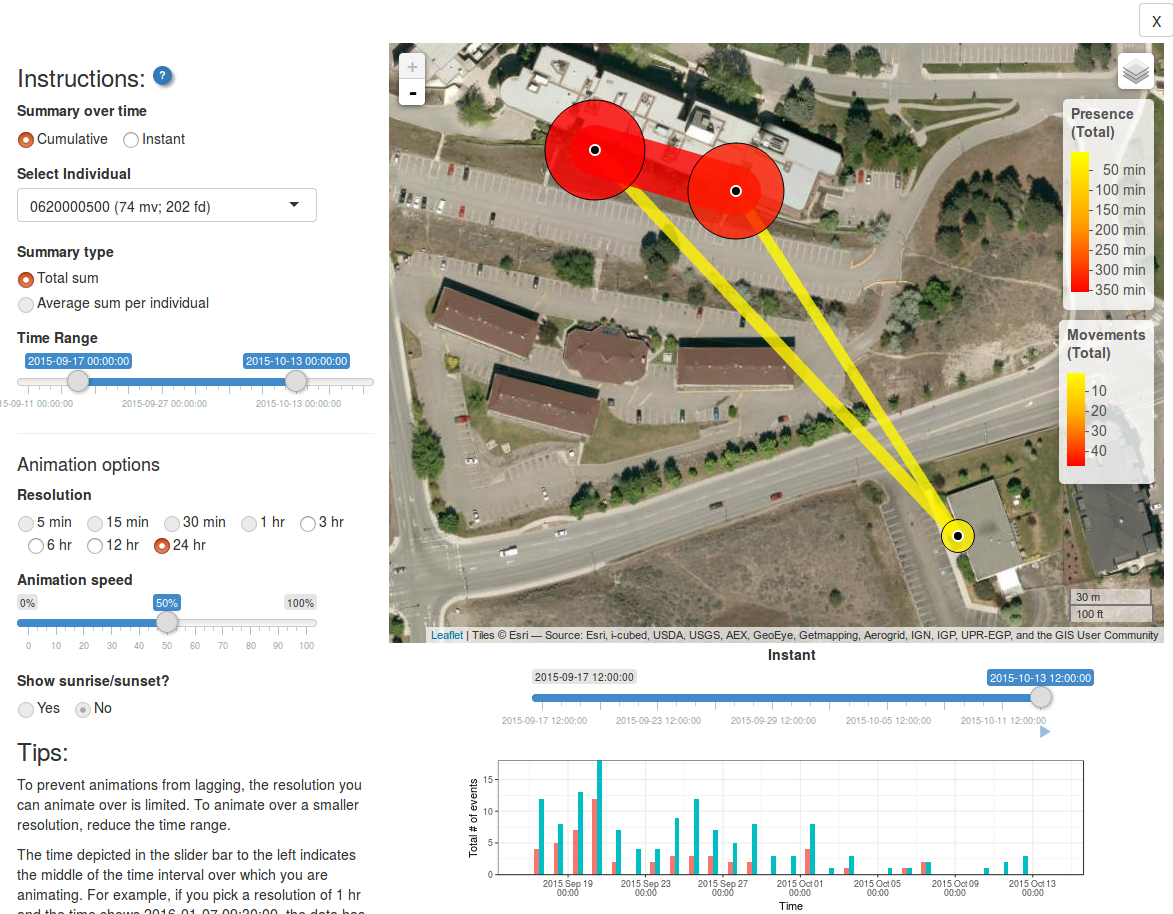 X
Instructions: ?
Summary over time
Cumulative Instant
Select Individual
0620000500 (74 mv; 202 fd)
Summary type
Total sum
Average sum per individual
Time Range
2015-09-17 00:00:00 2015-10-13 00:00:00
15-09-11 00:00:00 2015-09-27 00:00:00 2015-10-13 00:00:00
Animation options
Resolution
5 min 15 min 30 min 1 hr 3 hr
6 hr 12 hr 24 hr
Animation speed
0% 50% 100%
0 10 20 30 40 50 60 70 80 90 100
Show sunrise/sunset?
Yes No
Tips:
To prevent animations from lagging, the resolution you
can animate over is limited. To animate over a smaller
resolution, reduce the time range.
The time depicted in the slider bar to the left indicates
the middle of the time interval over which you are
animating. For example, if you pick a resolution of 1 hr
and the time shows 2016-01-07 09:30:00, the data has
+
-
Presence
(Total)
50 min
100 min
150 min
200 min
250 min
300 min
350 min
Movements
(Total)
10
20
30
40
30 m
100 ft
Leaflet | Tiles © Esri — Source: Esri, i-cubed, USDA, USGS, AEX, GeoEye, Getmapping, Aerogrid, IGN, IGP, UPR-EGP, and the GIS User Community
Instant
2015-09-17 12:00:00 2015-10-13 12:00:00
2015-09-17 12:00:00 2015-09-23 12:00:00 2015-09-29 12:00:00 2015-10-05 12:00:00 2015-10-11 12:00:00
Total # of events
15
10
5
0
2015 Sep 19 2015 Sep 23 2015 Sep 27 2015 Oct 01 2015 Oct 05 2015 Oct 09 2015 Oct 13
00:00 00:00 00:00 00:00 00:00 00:00 00:00
Time